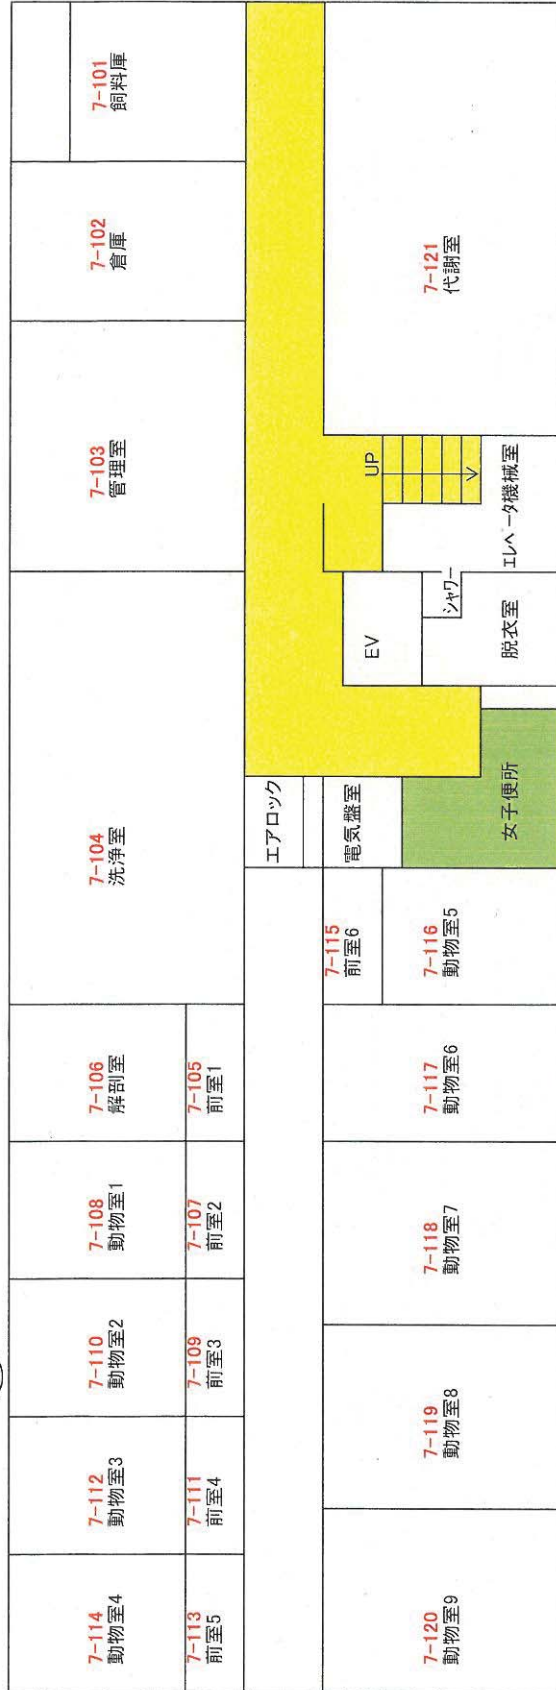 7-114
動物室4
7-112
動物室3
7-110
動物室2
7-108
動物室1
7-106
解剖室
7-104
洗浄室
7-103
管理室
7-102
倉庫
7-101
飼料庫
7-113
前室5
7-111
前室4
7-109
前室3
7-107
前室2
7-105
前室1
エアロック
電気盤室
EV
UP
シャワー
脱衣室
エレベータ機械室
女子便所
7-115
前室6
7-120
動物室9
7-119
動物室8
7-118
動物室7
7-117
動物室6
7-116
動物室5
7-121
代謝室